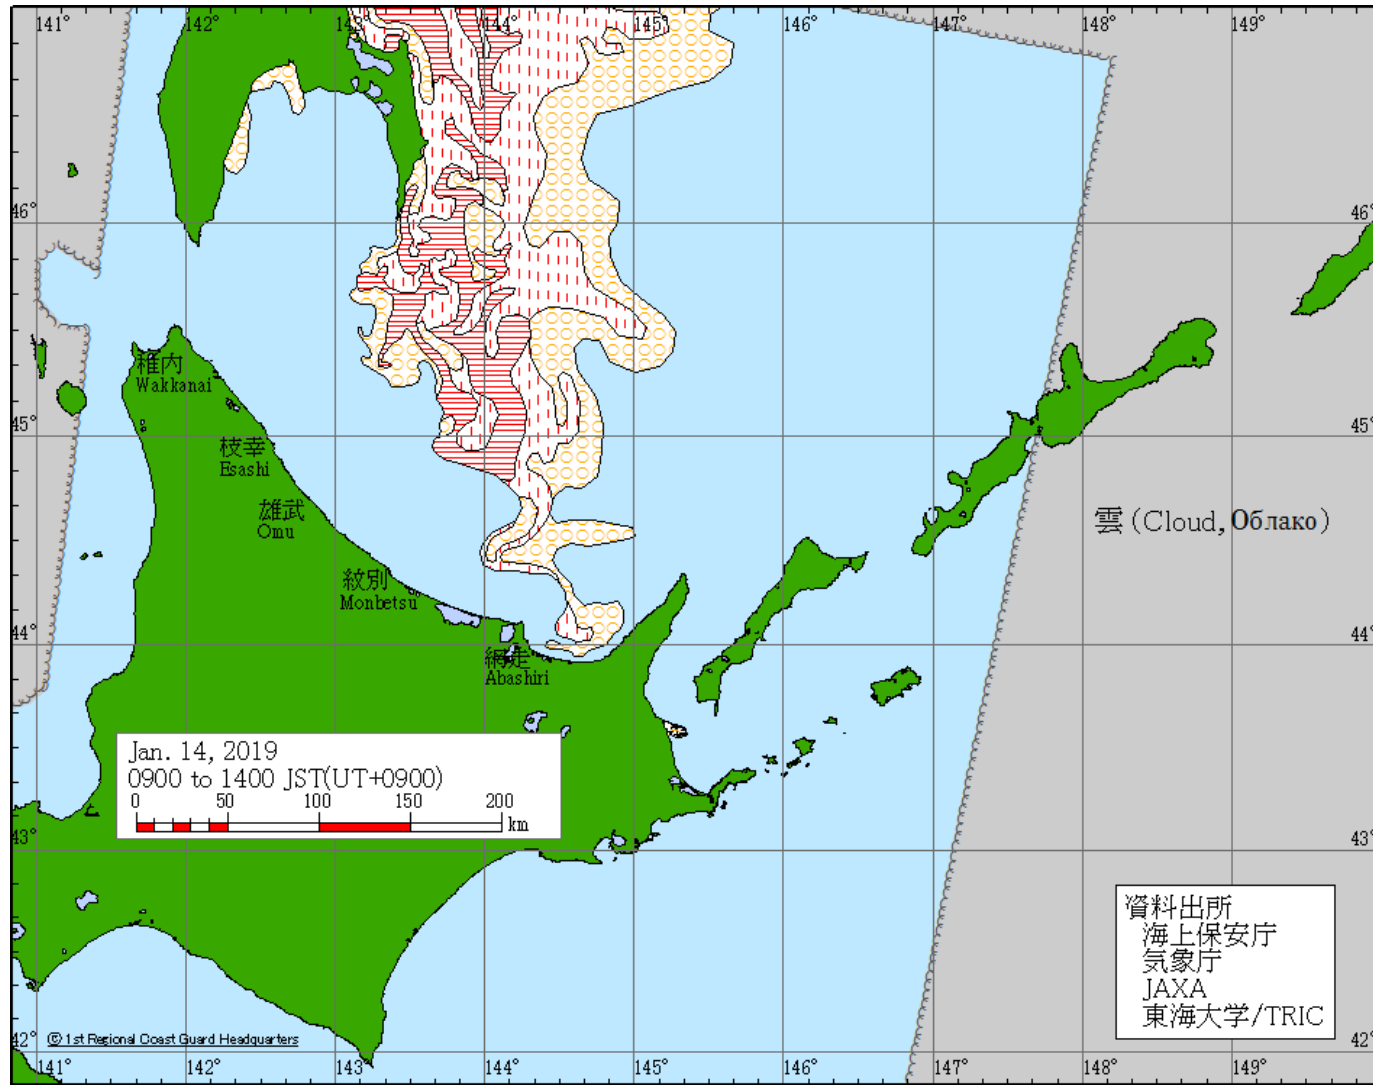 141° 142° 143° 144° 145° 146° 147° 148° 149°
46° 46°
稚内
Wakkanai
45° 45°
枝幸
Esashi
雄武
Omu
雲(Cloud,Облако)
紋別
Monbetsu
44° 44°
網走
Abashiri
Jan. 14, 2019
0900 to 1400 JST(UT+0900)
0 50 100 150 200
km
43° 43°
資料出所
海上保安庁
気象庁
JAXA
東海大学/TRIC
42° 42°
© 1st Regional Coast Guard Headquarters
141° 142° 143° 144° 145° 146° 147° 148° 149°